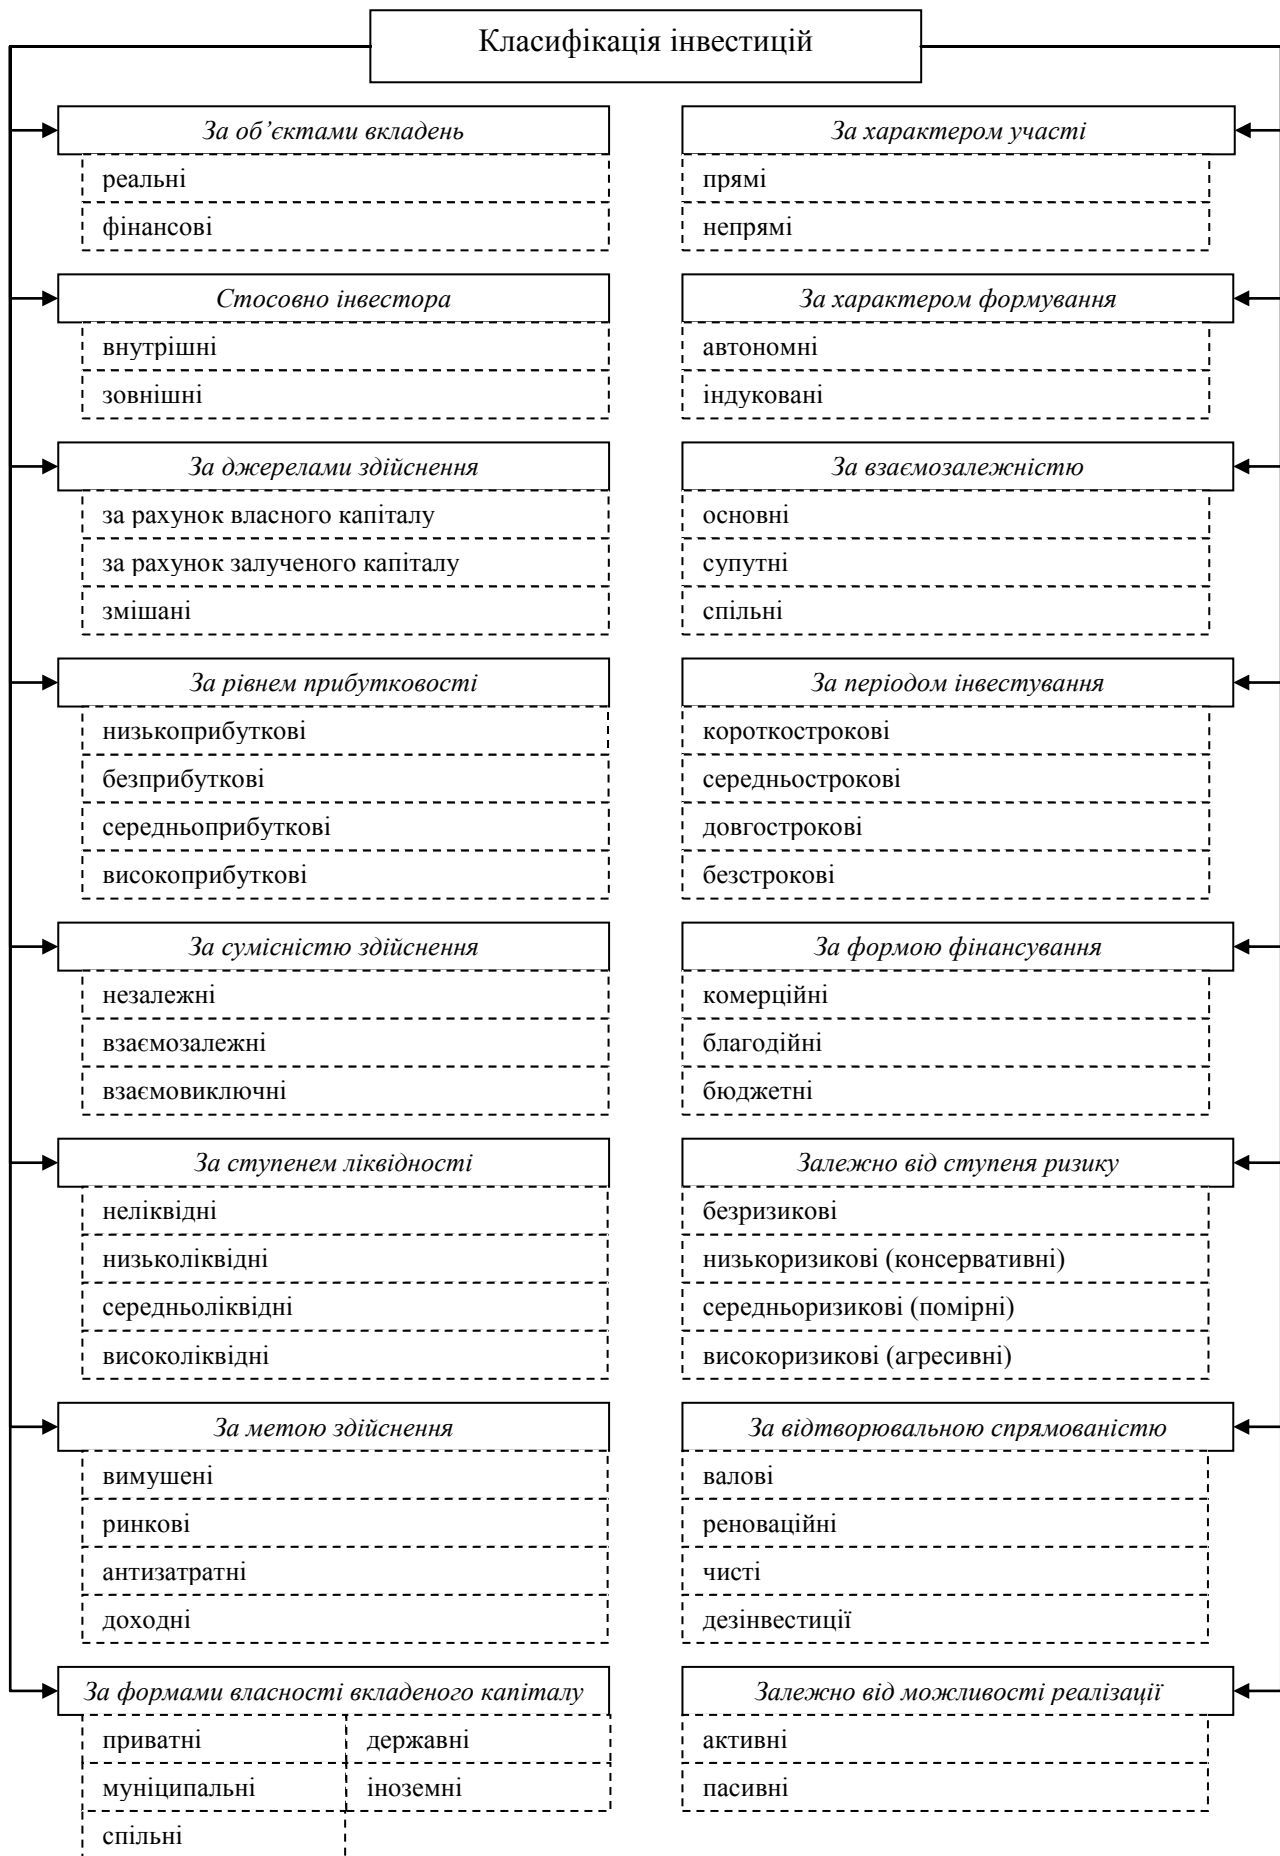 Класифікація інвестицій
За об’єктами вкладень
реальні
фінансові
Стосовно інвестора
внутрішні
зовнішні
За джерелами здійснення
за рахунок власного капіталу
за рахунок залученого капіталу
змішані
За рівнем прибутковості
низькоприбуткові
безприбуткові
середньоприбуткові
високоприбуткові
За сумісністю здійснення
незалежні
взаємозалежні
взаємовиключні
За ступенем ліквідності
неліквідні
низьколіквідні
середньоліквідні
високоліквідні
За метою здійснення
вимушені
ринкові
антизатратні
доходні
За формами власності вкладеного капіталу
приватні
державні
муніципальні
іноземні
спільні
За характером участі
прямі
непрямі
За характером формування
автономні
індуковані
За взаємозалежністю
основні
супутні
спільні
За періодом інвестування
короткострокові
середньострокові
довгострокові
безстрокові
За формою фінансування
комерційні
благодійні
бюджетні
Залежно від ступеня ризику
безризикові
низькоризикові (консервативні)
середньоризикові (помірні)
високоризикові (агресивні)
За відтворювальною спрямованістю
валові
реноваційні
чисті
дезінвестиції
Залежно від можливості реалізації
активні
пасивні